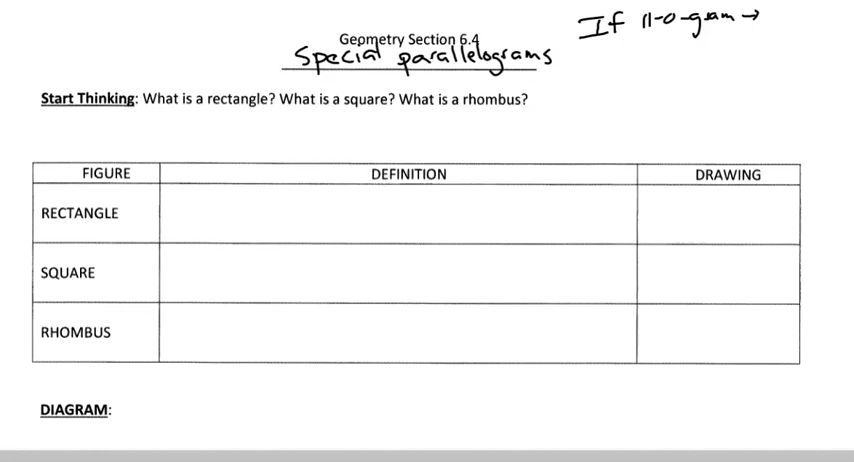 If 11-o-gram →
Geometry Section 6.4
Special parallelograms
Start Thinking: What is a rectangle? What is a square? What is a rhombus?
FIGURE DEFINITION DRAWING
RECTANGLE
SQUARE
RHOMBUS
DIAGRAM: